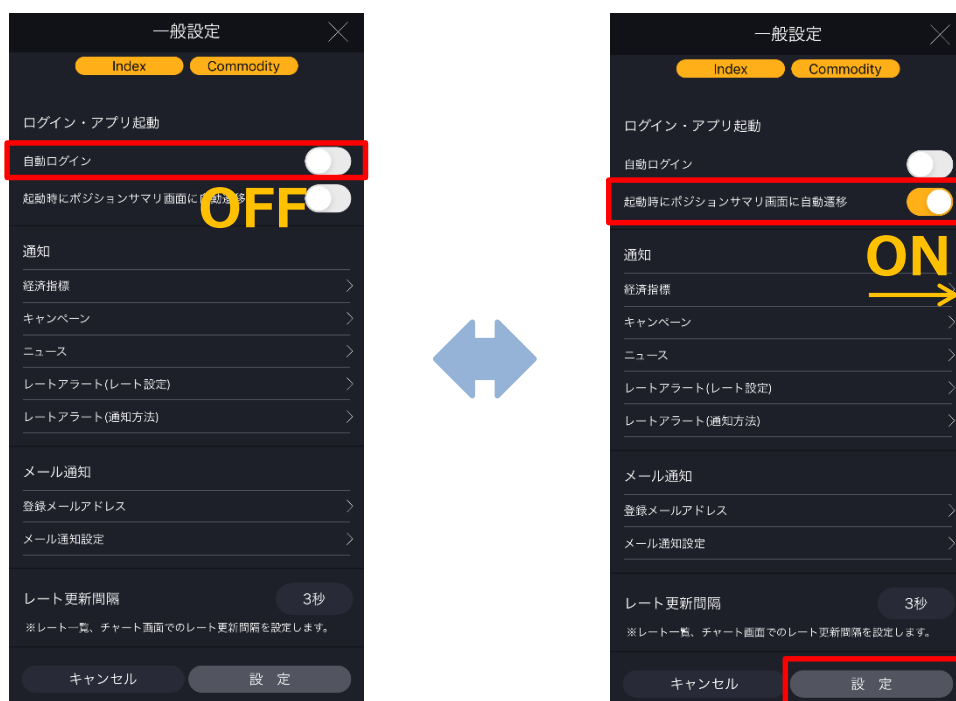 一般設定
Index Commodity
ログイン・アプリ起動
自動ログイン
起動時にポジションサマリ画面に自動遷移
OFF
通知
経済指標
キャンペーン
ニュース
レートアラート(レート設定)
レートアラート(通知方法)
メール通知
登録メールアドレス
メール通知設定
レート更新間隔 3秒
※レート一覧、チャート画面でのレート更新間隔を設定します。
キャンセル 設 定
一般設定
Index Commodity
ログイン・アプリ起動
自動ログイン
起動時にポジションサマリ画面に自動遷移
通知
ON
経済指標
キャンペーン
ニュース
レートアラート(レート設定)
レートアラート(通知方法)
メール通知
登録メールアドレス
メール通知設定
レート更新間隔 3秒
※レート一覧、チャート画面でのレート更新間隔を設定します。
キャンセル 設 定